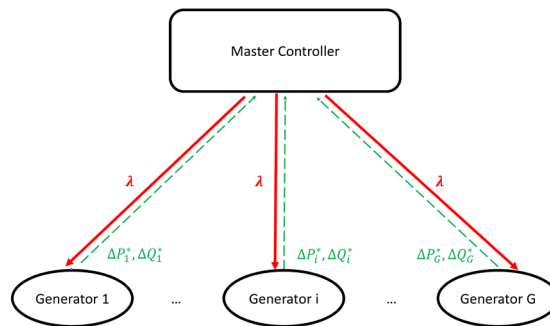 Master Controller
λ
λ
λ
ΔP₁*, ΔQ₁*
ΔPᵢ*, ΔQᵢ*
ΔP_G*, ΔQ_G*
Generator 1
...
Generator i
...
Generator G